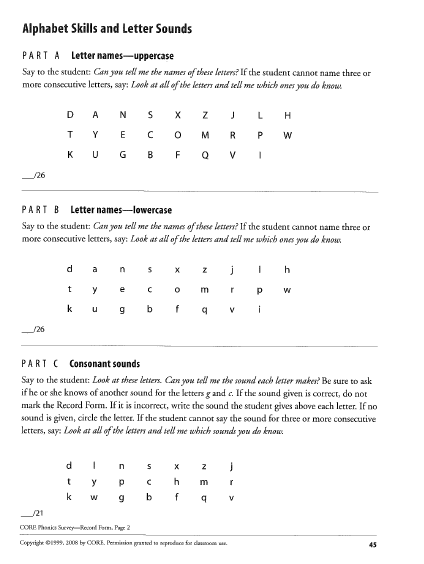 Alphabet Skills and Letter Sounds
PART A Letter names—uppercase
Say to the student: Can you tell me the names of these letters? If the student cannot name three or
more consecutive letters, say: Look at all of the letters and tell me which ones you do know.
D A N S X Z J L H
T Y E C O M R P W
K U G B F Q V I
___/26
PART B Letter names—lowercase
Say to the student: Can you tell me the names of these letters? If the student cannot name three or
more consecutive letters, say: Look at all of the letters and tell me which ones you do know.
d a n s x z j l h
t y e c o m r p w
k u g b f q v i
___/26
PART C Consonant sounds
Say to the student: Look at these letters. Can you tell me the sound each letter makes? Be sure to ask
if he or she knows of another sound for the letters g and c. If the sound given is correct, do not
mark the Record Form. If it is incorrect, write the sound the student gives above each letter. If no
sound is given, circle the letter. If the student cannot say the sound for three or more consecutive
letters, say: Look at all of the letters and tell me which sounds you do know.
d l n s x z j
t y p c h m r
k w g b f q v
___/21
CORE Phonics Survey—Record Form, Page 2
Copyright ©1999, 2008 by CORE. Permission granted to reproduce for classroom use.
45